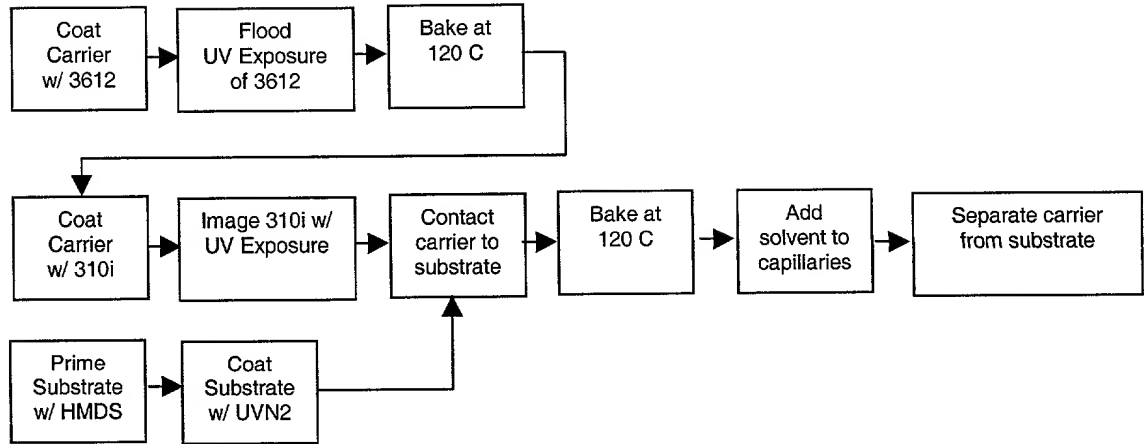 Coat
Carrier
w/ 3612
Flood
UV Exposure
of 3612
Bake at
120 C
Coat
Carrier
w/ 310i
Image 310i w/
UV Exposure
Contact
carrier to
substrate
Bake at
120 C
Add
solvent to
capillaries
Separate carrier
from substrate
Prime
Substrate
w/ HMDS
Coat
Substrate
w/ UVN2